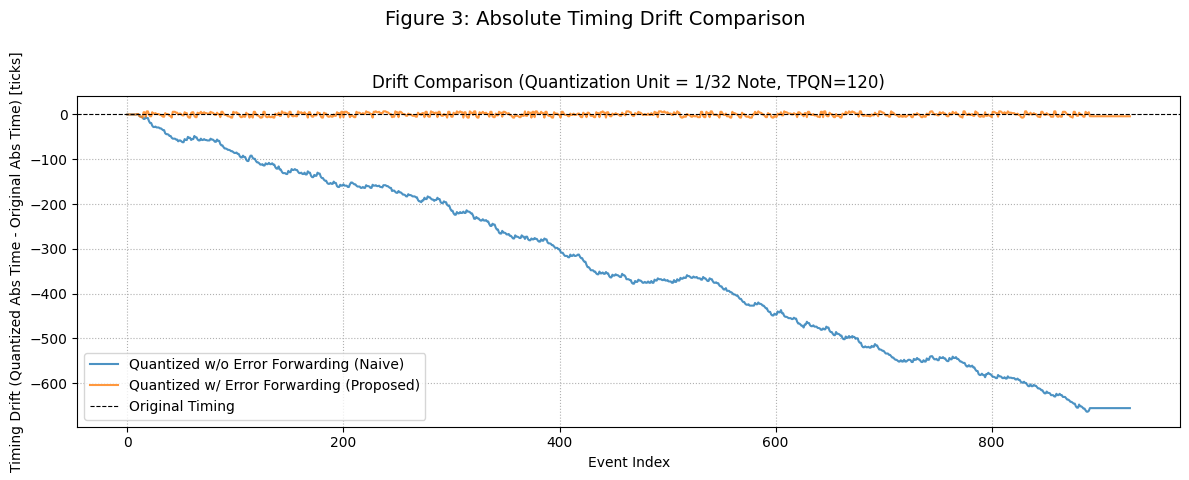 Figure 3: Absolute Timing Drift Comparison
Drift Comparison (Quantization Unit = 1/32 Note, TPQN=120)
Timing Drift (Quantized Abs Time - Original Abs Time) [ticks]
0
−100
−200
−300
−400
−500
−600
Quantized w/o Error Forwarding (Naive)
Quantized w/ Error Forwarding (Proposed)
Original Timing
0
200
400
600
800
Event Index